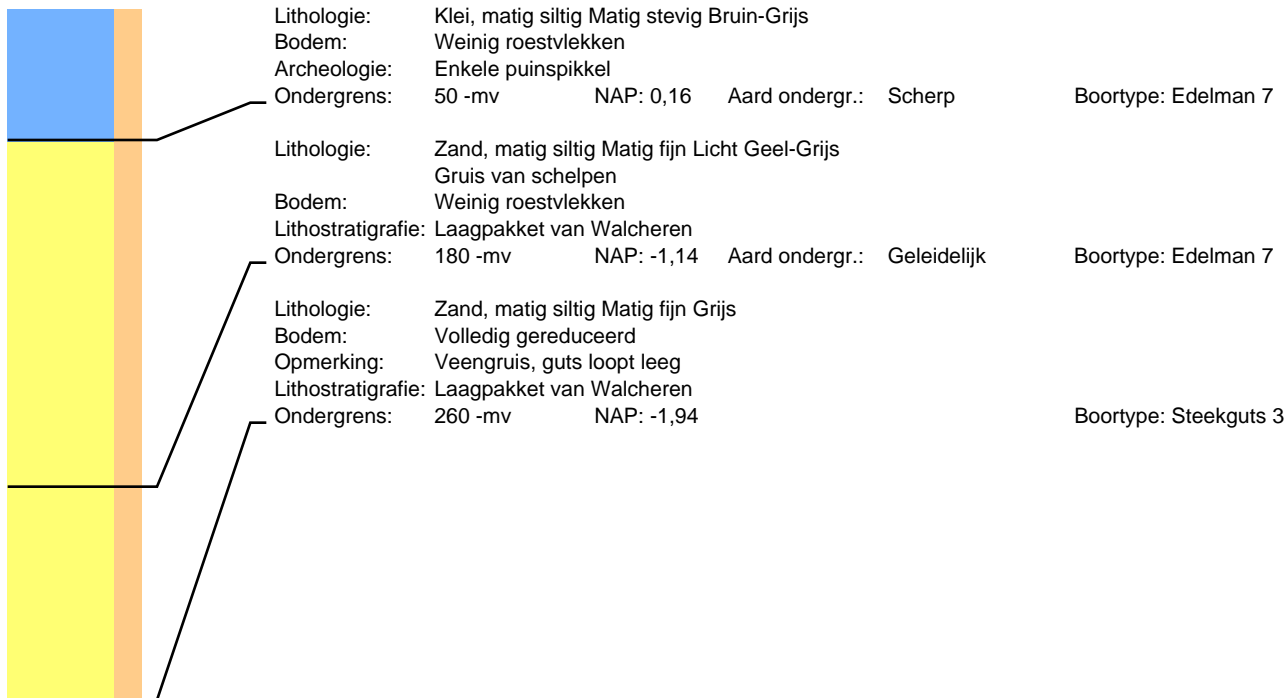 Lithologie: Klei, matig siltig Matig stevig Bruin-Grijs
Bodem: Weinig roestvlekken
Archeologie: Enkele puinspikkel
Ondergrens: 50 -mv NAP: 0,16 Aard ondergr.: Scherp Boortype: Edelman 7
Lithologie: Zand, matig siltig Matig fijn Licht Geel-Grijs
Gruis van schelpen
Bodem: Weinig roestvlekken
Lithostratigrafie: Laagpakket van Walcheren
Ondergrens: 180 -mv NAP: -1,14 Aard ondergr.: Geleidelijk Boortype: Edelman 7
Lithologie: Zand, matig siltig Matig fijn Grijs
Bodem: Volledig gereduceerd
Opmerking: Veengruis, guts loopt leeg
Lithostratigrafie: Laagpakket van Walcheren
Ondergrens: 260 -mv NAP: -1,94 Boortype: Steekguts 3